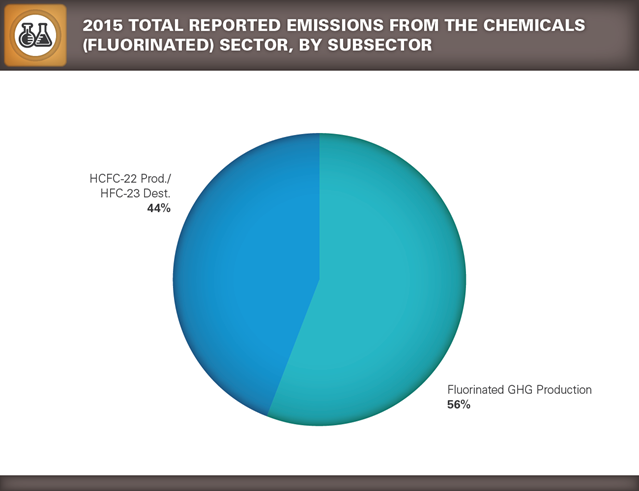 2015 TOTAL REPORTED EMISSIONS FROM THE CHEMICALS
(FLUORINATED) SECTOR, BY SUBSECTOR
HCFC-22 Prod./
HFC-23 Dest.
44%
Fluorinated GHG Production
56%